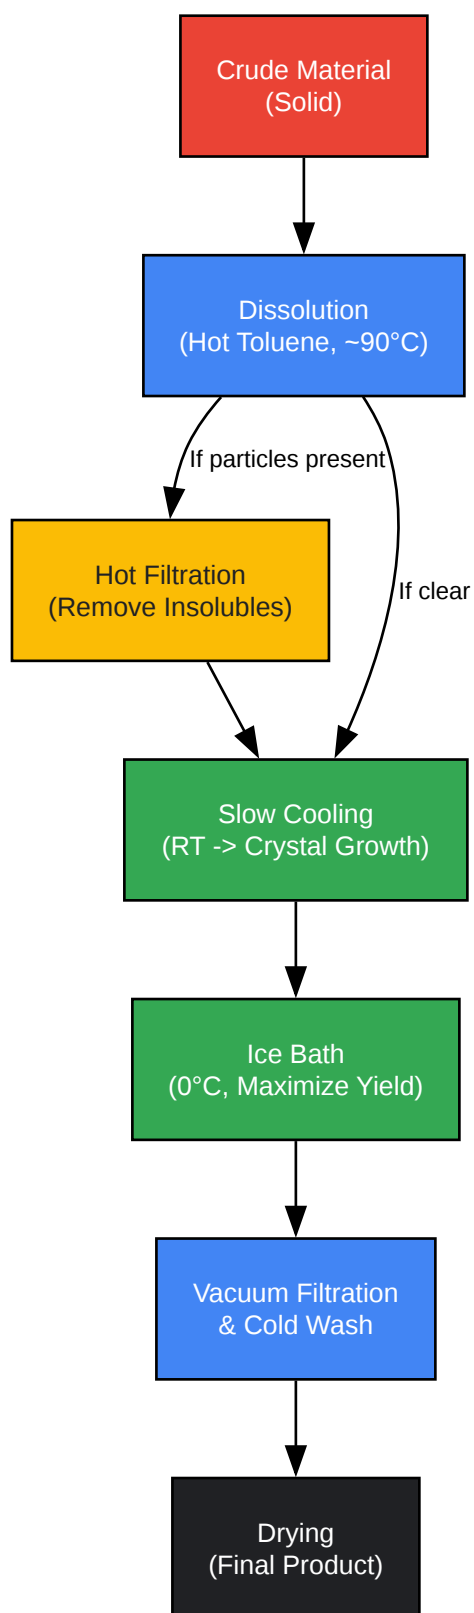 Crude Material
(Solid)
Dissolution
(Hot Toluene, ~90°C)
If particles present
Hot Filtration
(Remove Insolubles)
If clear
Slow Cooling
(RT -> Crystal Growth)
Ice Bath
(0°C, Maximize Yield)
Vacuum Filtration
& Cold Wash
Drying
(Final Product)